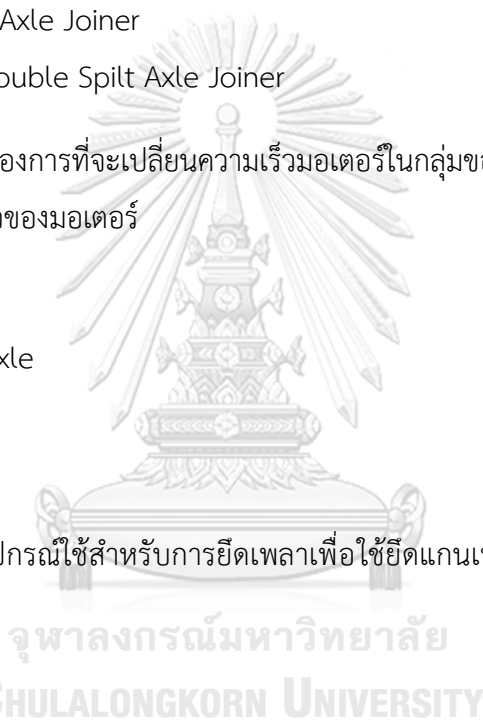 Axle Joiner
ouble Spilt Axle Joiner
องการที่จะเปลี่ยนความเร็วมอเตอร์ในกลุ่มขอ
ของมอเตอร์
xle
ปกรณ์ใช้สำหรับการยึดเพลาเพื่อใช้ยึดแกนเ
จุฬาลงกรณ์มหาวิทยาลัย
CHULALONGKORN UNIVERSITY